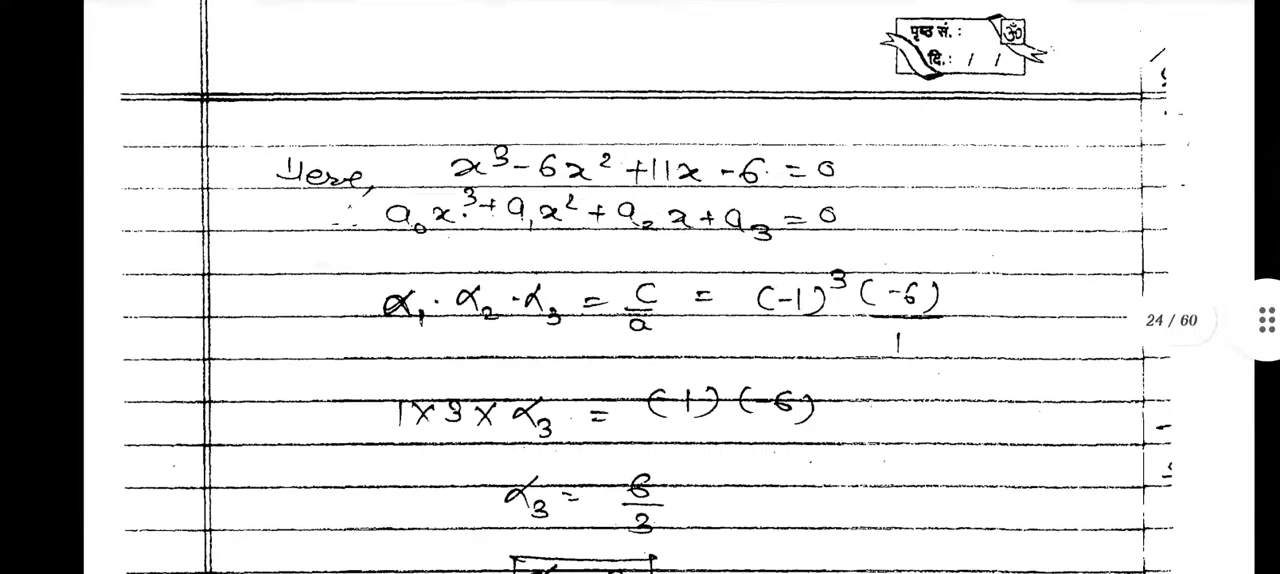 पृष्ठ सं. :
ॐ
दि.: / /
Here, x³ - 6x² + 11x - 6 = 0
∴ a₀x³ + a₁x² + a₂x + a₃ = 0
α₁ · α₂ · α₃ = C/a = (-1)³ (-6)/1
24 / 60
1 × 3 × α₃ = (-1) (-6)
α₃ = 6/3